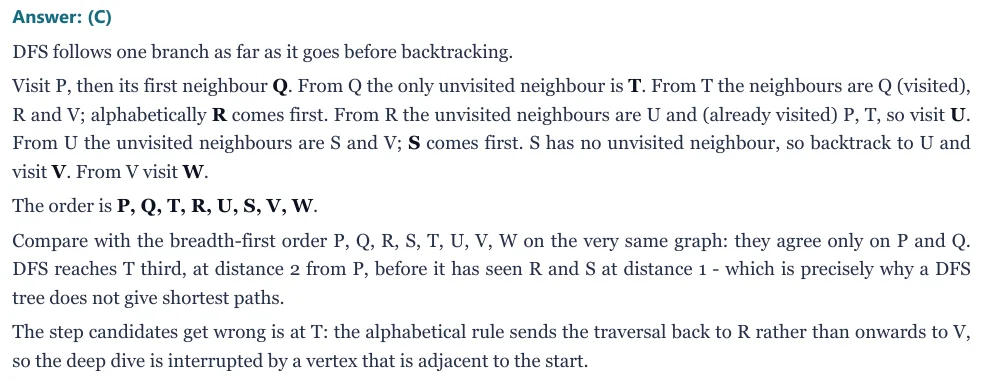 Answer: (C)
DFS follows one branch as far as it goes before backtracking.
Visit P, then its first neighbour Q. From Q the only unvisited neighbour is T. From T the neighbours are Q (visited),
R and V; alphabetically R comes first. From R the unvisited neighbours are U and (already visited) P, T, so visit U.
From U the unvisited neighbours are S and V; S comes first. S has no unvisited neighbour, so backtrack to U and
visit V. From V visit W.
The order is P, Q, T, R, U, S, V, W.
Compare with the breadth-first order P, Q, R, S, T, U, V, W on the very same graph: they agree only on P and Q.
DFS reaches T third, at distance 2 from P, before it has seen R and S at distance 1 - which is precisely why a DFS
tree does not give shortest paths.
The step candidates get wrong is at T: the alphabetical rule sends the traversal back to R rather than onwards to V,
so the deep dive is interrupted by a vertex that is adjacent to the start.